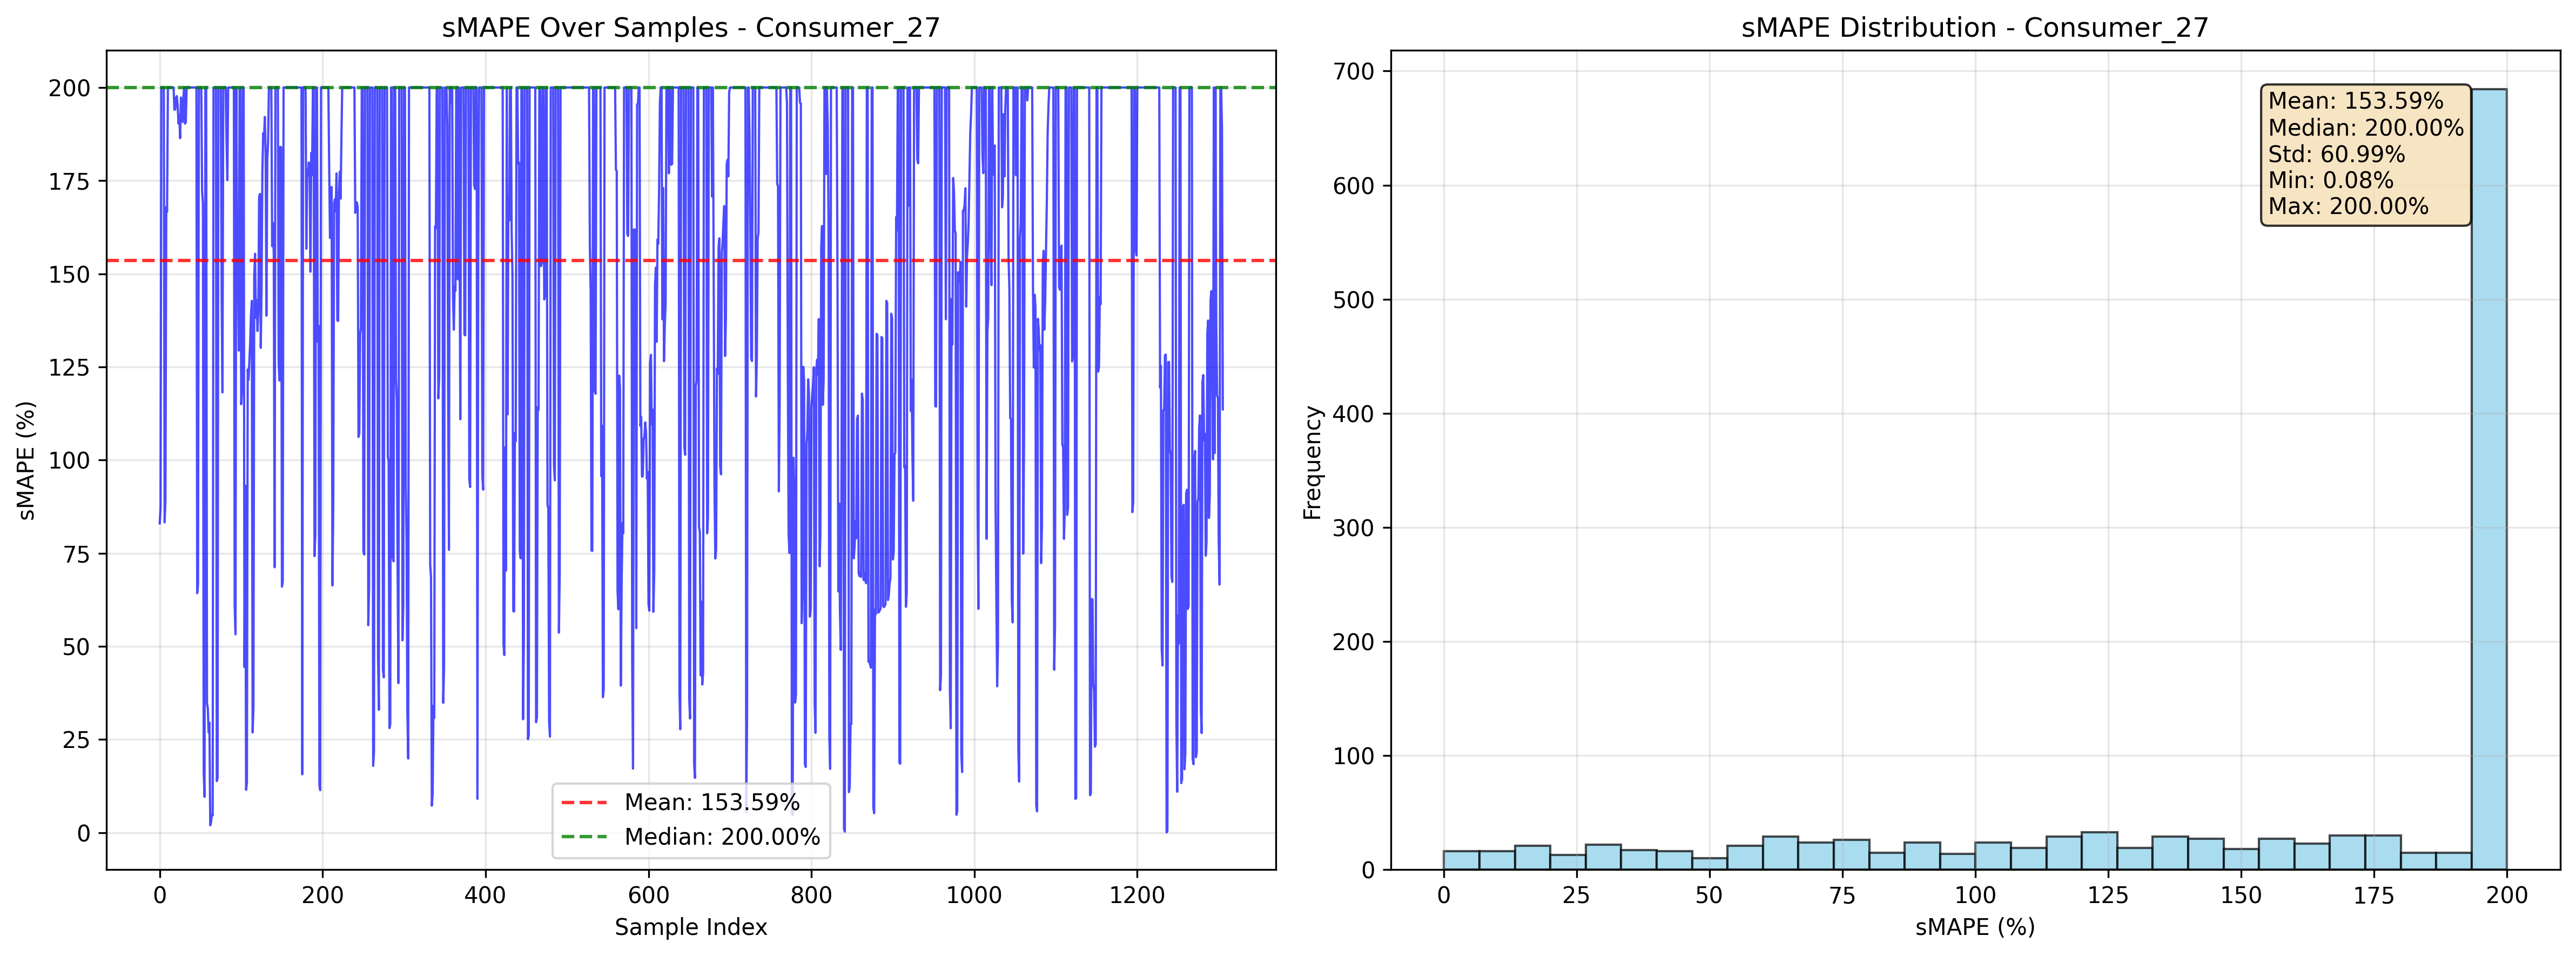 sMAPE Over Samples - Consumer_27
sMAPE (%)
200
175
150
125
100
75
50
25
0
0 200 400 600 800 1000 1200
Sample Index
Mean: 153.59%
Median: 200.00%
sMAPE Distribution - Consumer_27
Frequency
700
600
500
400
300
200
100
0
0 25 50 75 100 125 150 175 200
sMAPE (%)
Mean: 153.59%
Median: 200.00%
Std: 60.99%
Min: 0.08%
Max: 200.00%